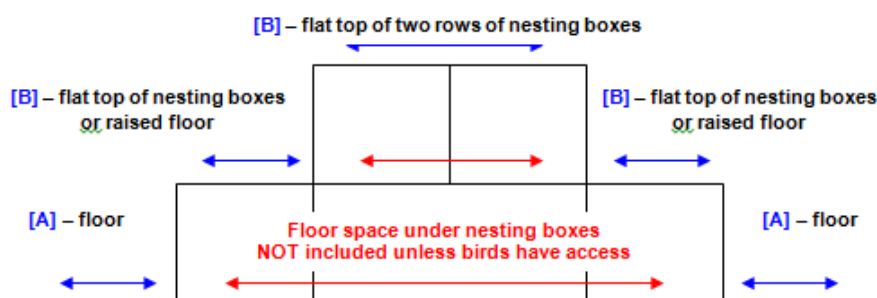 [B] – flat top of two rows of nesting boxes
[B] – flat top of nesting boxes
or raised floor
[B] – flat top of nesting boxes
or raised floor
[A] – floor
[A] – floor
Floor space under nesting boxes
NOT included unless birds have access